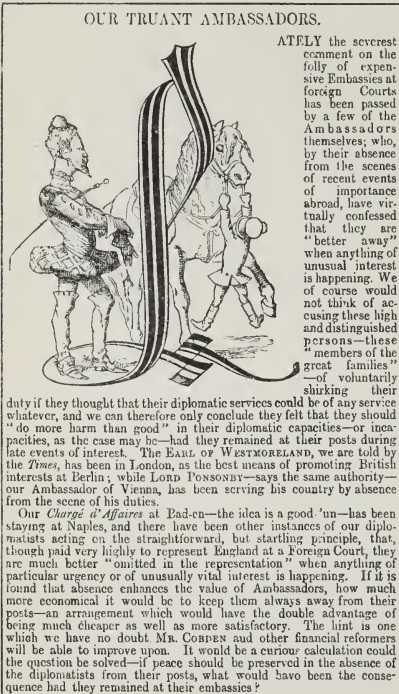 OUR TRUANT AMBASSADORS.
LATELY the severest
comment on the
folly of expen-
sive Embassies at
foreign Courts
has been passed
by a few of the
Ambassadors
themselves; who,
by their absence
from the scenes
of recent events
of importance
abroad, have vir-
tually confessed
that they are
"better away"
when anything of
unusual interest
is happening. We
of course would
not think of ac-
cusing these high
and distinguished
persons—these
"members of the
great families"
—of voluntarily
shirking their
duty if they thought that their diplomatic services could be of any service
whatever, and we can therefore only conclude they felt that they should
"do more harm than good" in their diplomatic capacities—or inca-
pacities, as the case may be—had they remained at their posts during
late events of interest. The EARL OF WESTMORELAND, we are told by
the Times, has been in London, as the best means of promoting British
interests at Berlin; while LORD PONSONBY—says the same authority—
our Ambassador of Vienna, has been serving his country by absence
from the scene of his duties.
Our Chargé d'Affaires at Bad-en—the idea is a good 'un—has been
staying at Naples, and there have been other instances of our diplo-
matists acting on the straightforward, but startling principle, that,
though paid very highly to represent England at a Foreign Court, they
are much better "omitted in the representation" when anything of
particular urgency or of unusually vital interest is happening. If it is
found that absence enhances the value of Ambassadors, how much
more economical it would be to keep them always away from their
posts—an arrangement which would have the double advantage of
being much cheaper as well as more satisfactory. The hint is one
which we have no doubt MR. COBDEN and other financial reformers
will be able to improve upon. It would be a curious calculation could
the question be solved—if peace should be preserved in the absence of
the diplomatists from their posts, what would have been the conse-
quence had they remained at their embassies?